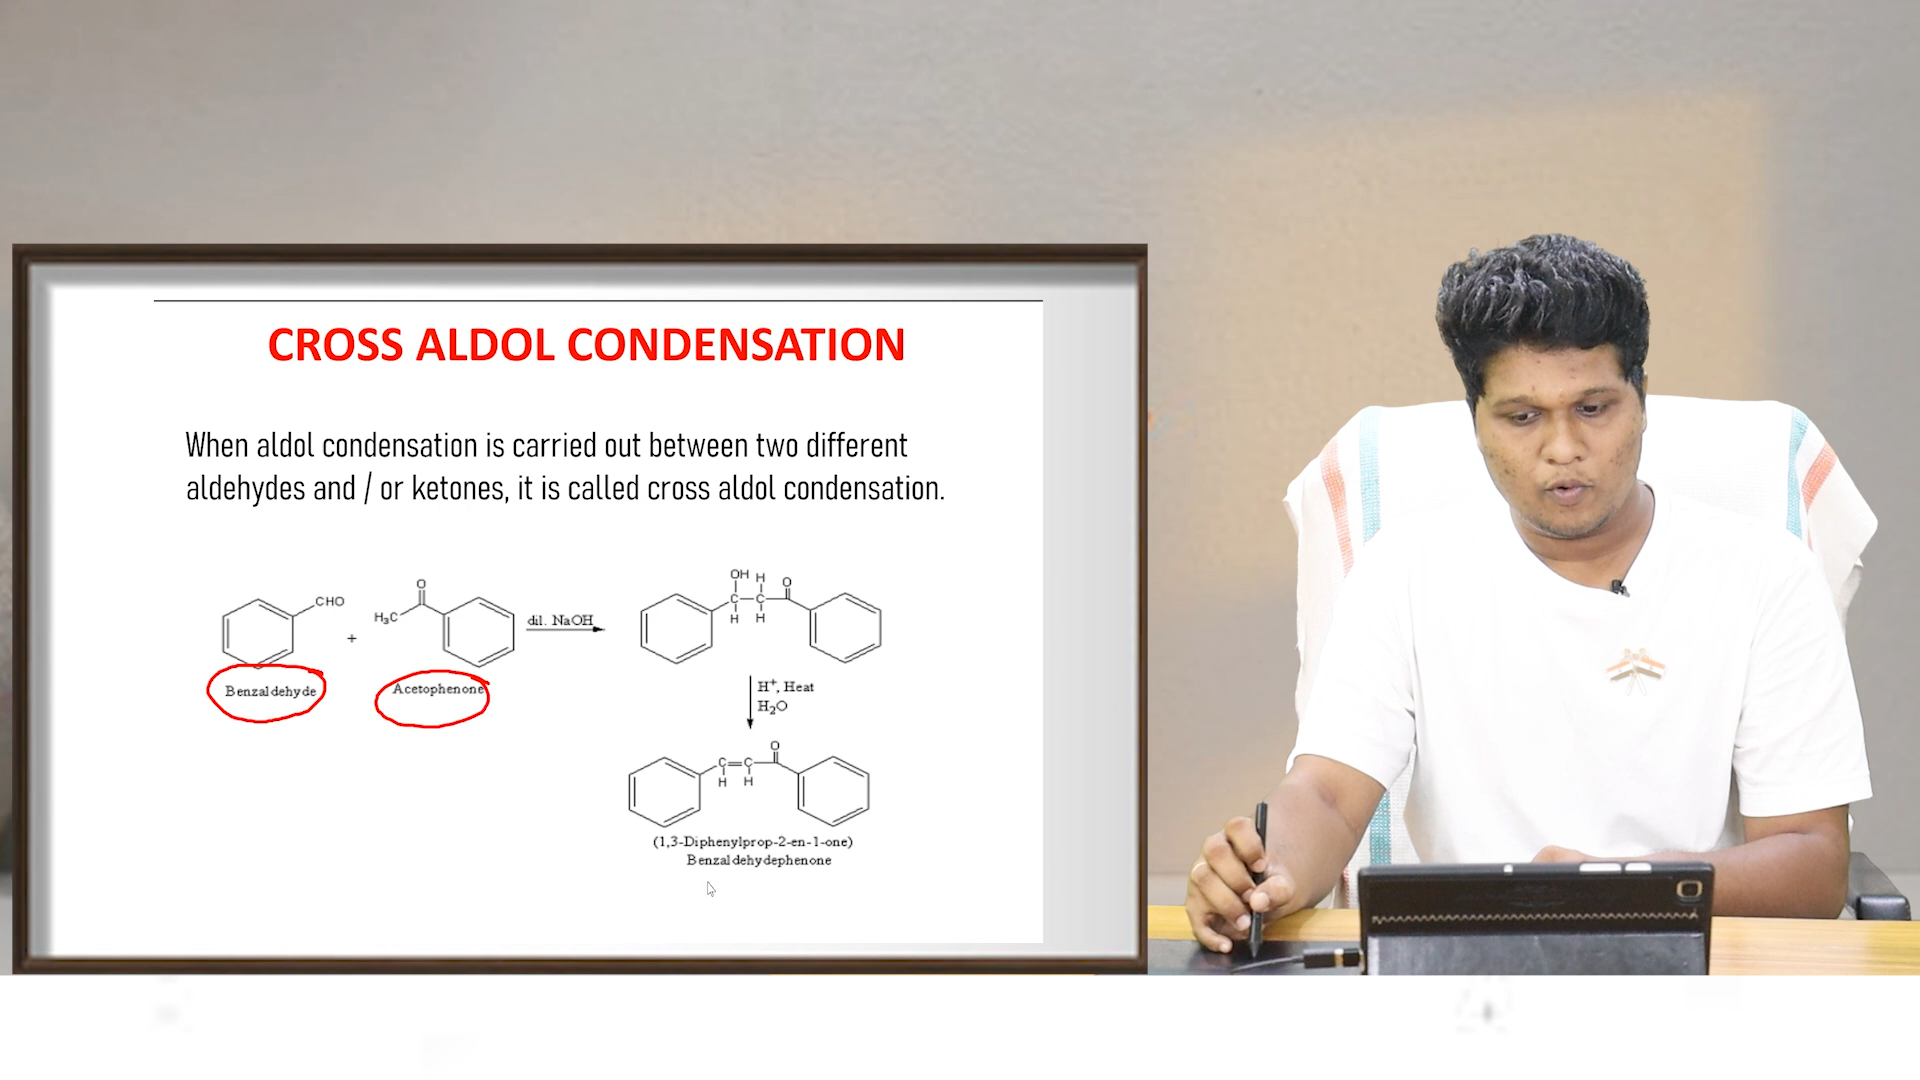 CROSS ALDOL CONDENSATION
When aldol condensation is carried out between two different
aldehydes and / or ketones, it is called cross aldol condensation.
CHO
+
H₃C
O
dil. NaOH
OH H
C C
O
H H
Benzaldehyde
Acetophenone
H⁺, Heat
H₂O
O
C=C
H H
(1,3-Diphenylprop-2-en-1-one)
Benzaldehydephenone